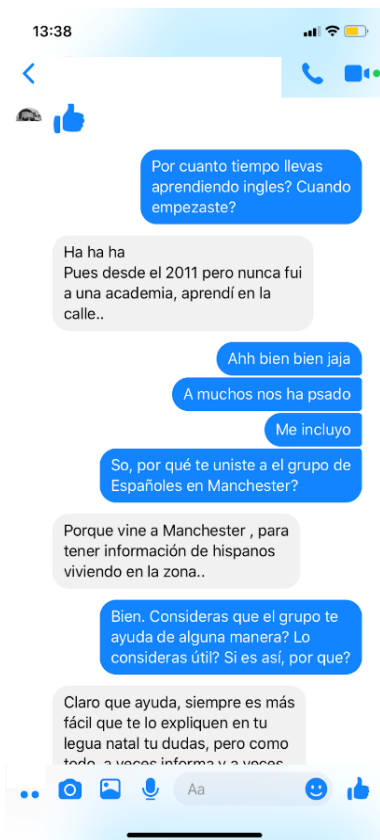 13:38
Por cuanto tiempo llevas
aprendiendo ingles? Cuando
empezaste?
Ha ha ha
Pues desde el 2011 pero nunca fui
a una academia, aprendí en la
calle..
Ahh bien bien jaja
A muchos nos ha psado
Me incluyo
So, por qué te uniste a el grupo de
Españoles en Manchester?
Porque vine a Manchester , para
tener información de hispanos
viviendo en la zona..
Bien. Consideras que el grupo te
ayuda de alguna manera? Lo
consideras útil? Si es así, por que?
Claro que ayuda, siempre es más
fácil que te lo expliquen en tu
legua natal tu dudas, pero como
todo, a veces informa y a veces
Aa